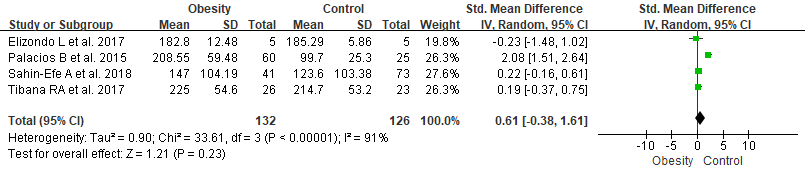 Obesity Control Std. Mean Difference Std. Mean Difference
Study or Subgroup Mean SD Total Mean SD Total Weight IV, Random, 95% CI IV, Random, 95% CI
Elizondo L et al. 2017 182.8 12.48 5 185.29 5.86 5 19.8% -0.23 [-1.48, 1.02]
Palacios B et al. 2015 208.55 59.48 60 99.7 25.3 25 26.3% 2.08 [1.51, 2.64]
Sahin-Efe A et al. 2018 147 104.19 41 123.6 103.38 73 27.6% 0.22 [-0.16, 0.61]
Tibana RA et al. 2017 225 54.6 26 214.7 53.2 23 26.3% 0.19 [-0.37, 0.75]
Total (95% CI) 132 126 100.0% 0.61 [-0.38, 1.61]
Heterogeneity: Tau² = 0.90; Chi² = 33.61, df = 3 (P < 0.00001); I² = 91%
Test for overall effect: Z = 1.21 (P = 0.23)
-10 -5 0 5 10
Obesity Control